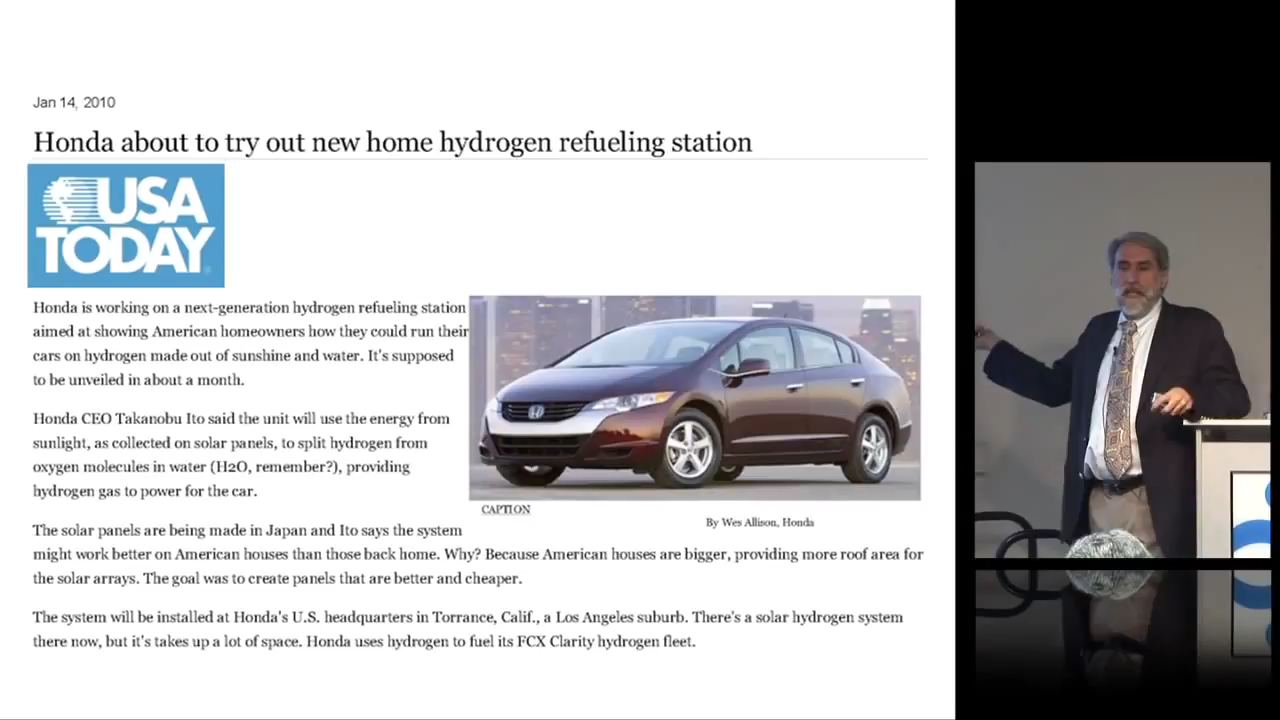 Jan 14, 2010
Honda about to try out new home hydrogen refueling station
USA
TODAY
Honda is working on a next-generation hydrogen refueling station
aimed at showing American homeowners how they could run their
cars on hydrogen made out of sunshine and water. It's supposed
to be unveiled in about a month.
Honda CEO Takanobu Ito said the unit will use the energy from
sunlight, as collected on solar panels, to split hydrogen from
oxygen molecules in water (H2O, remember?), providing
hydrogen gas to power for the car.
CAPTION
By Wes Allison, Honda
The solar panels are being made in Japan and Ito says the system
might work better on American houses than those back home. Why? Because American houses are bigger, providing more roof area for
the solar arrays. The goal was to create panels that are better and cheaper.
The system will be installed at Honda's U.S. headquarters in Torrance, Calif., a Los Angeles suburb. There's a solar hydrogen system
there now, but it's takes up a lot of space. Honda uses hydrogen to fuel its FCX Clarity hydrogen fleet.